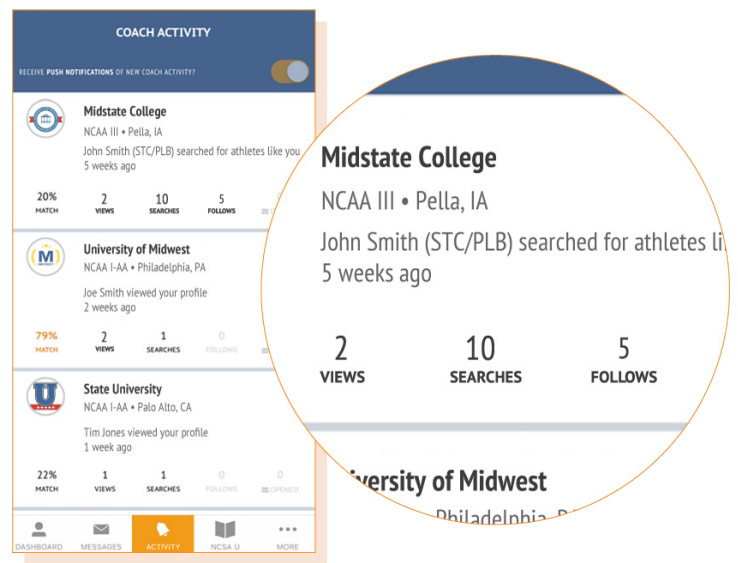 COACH ACTIVITY
RECEIVE PUSH NOTIFICATIONS OF NEW COACH ACTIVITY?
Midstate College
NCAA III • Pella, IA
John Smith (STC/PLB) searched for athletes like you
5 weeks ago
20% 2 10 5
MATCH VIEWS SEARCHES FOLLOWS
University of Midwest
NCAA I-AA • Philadelphia, PA
Joe Smith viewed your profile
2 weeks ago
79% 2 1 0
MATCH VIEWS SEARCHES FOLLOWS
State University
NCAA I-AA • Palo Alto, CA
Tim Jones viewed your profile
1 week ago
22% 1 1 0 0
MATCH VIEWS SEARCHES FOLLOWS OPENED
DASHBOARD MESSAGES ACTIVITY NCSA U MORE
Midstate College
NCAA III • Pella, IA
John Smith (STC/PLB) searched for athletes li
5 weeks ago
2 10 5
VIEWS SEARCHES FOLLOWS
versity of Midwest
Philadelphia, P